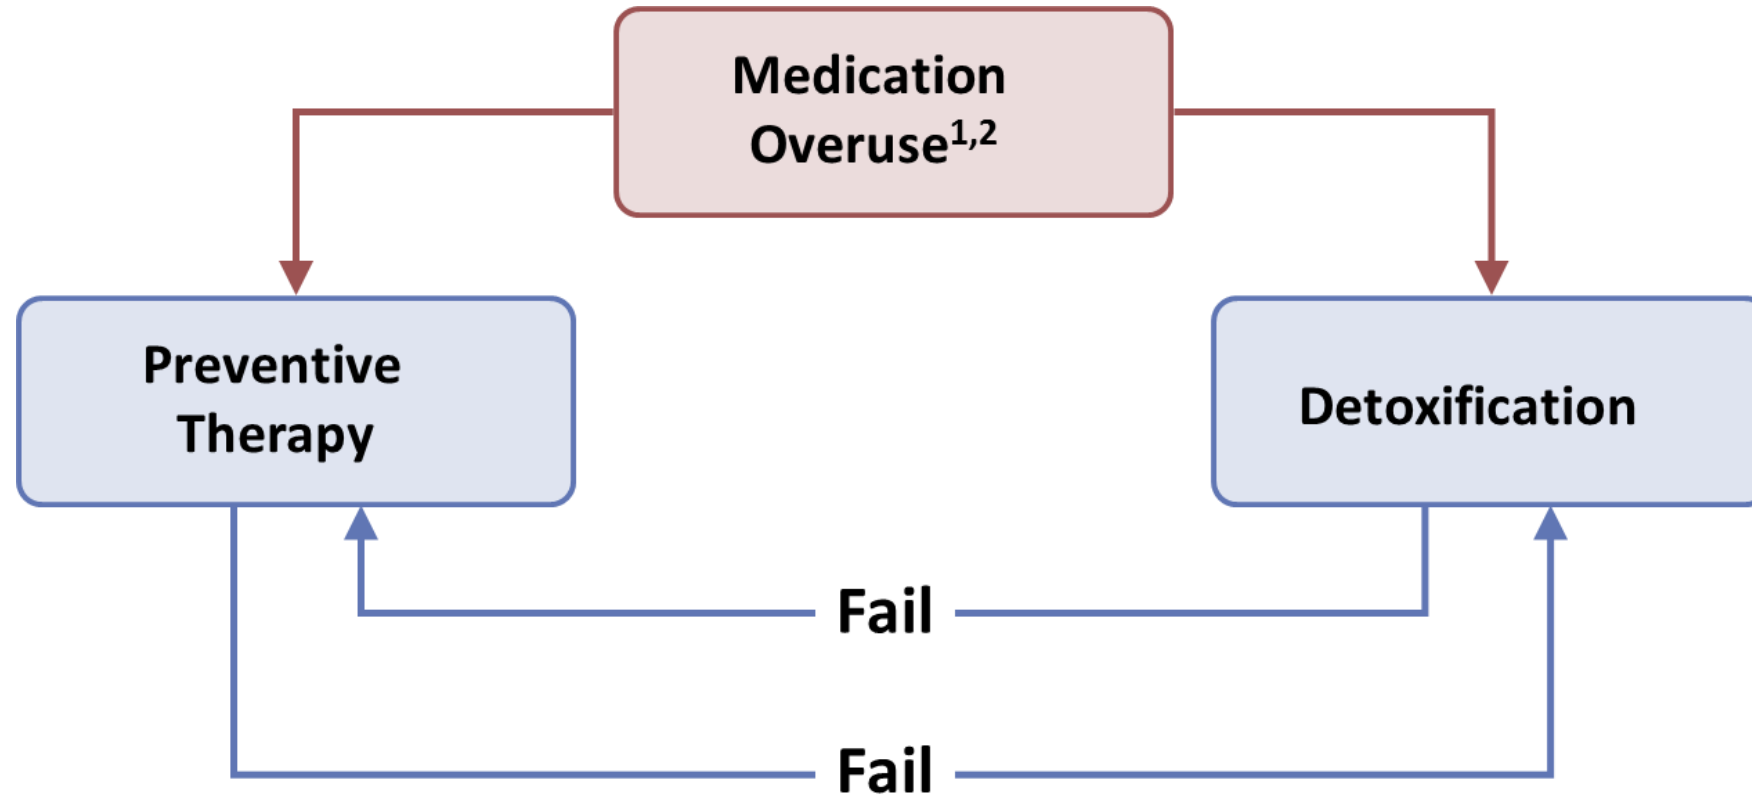 Medication
Overuse1,2
Preventive
Therapy
Detoxification
Fail
Fail